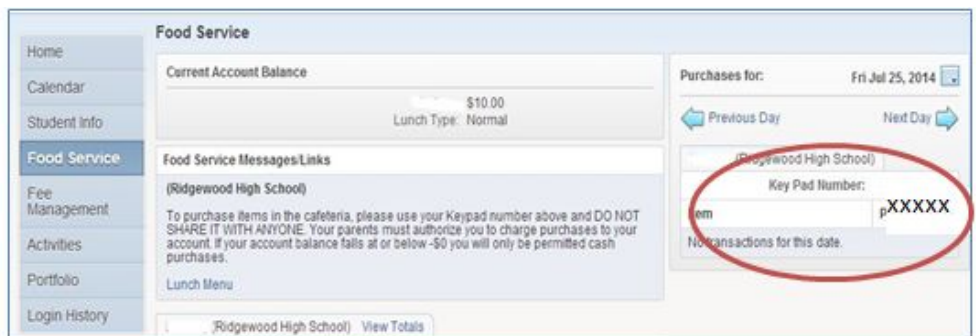 Food Service
Home
Calendar
Student Info
Food Service
Fee
Management
Activities
Portfolio
Login History
Current Account Balance
$10.00
Lunch Type: Normal
Food Service Messages/Links
(Ridgewood High School)
To purchase items in the cafeteria, please use your Keypad number above and DO NOT
SHARE IT WITH ANYONE. Your parents must authorize you to charge purchases to your
account. If your account balance falls at or below -$0 you will only be permitted cash
purchases.
Lunch Menu
(Ridgewood High School) View Totals
Purchases for: Fri Jul 25, 2014
Previous Day Next Day
(Ridgewood High School)
Key Pad Number:
XXXXX
No transactions for this date.